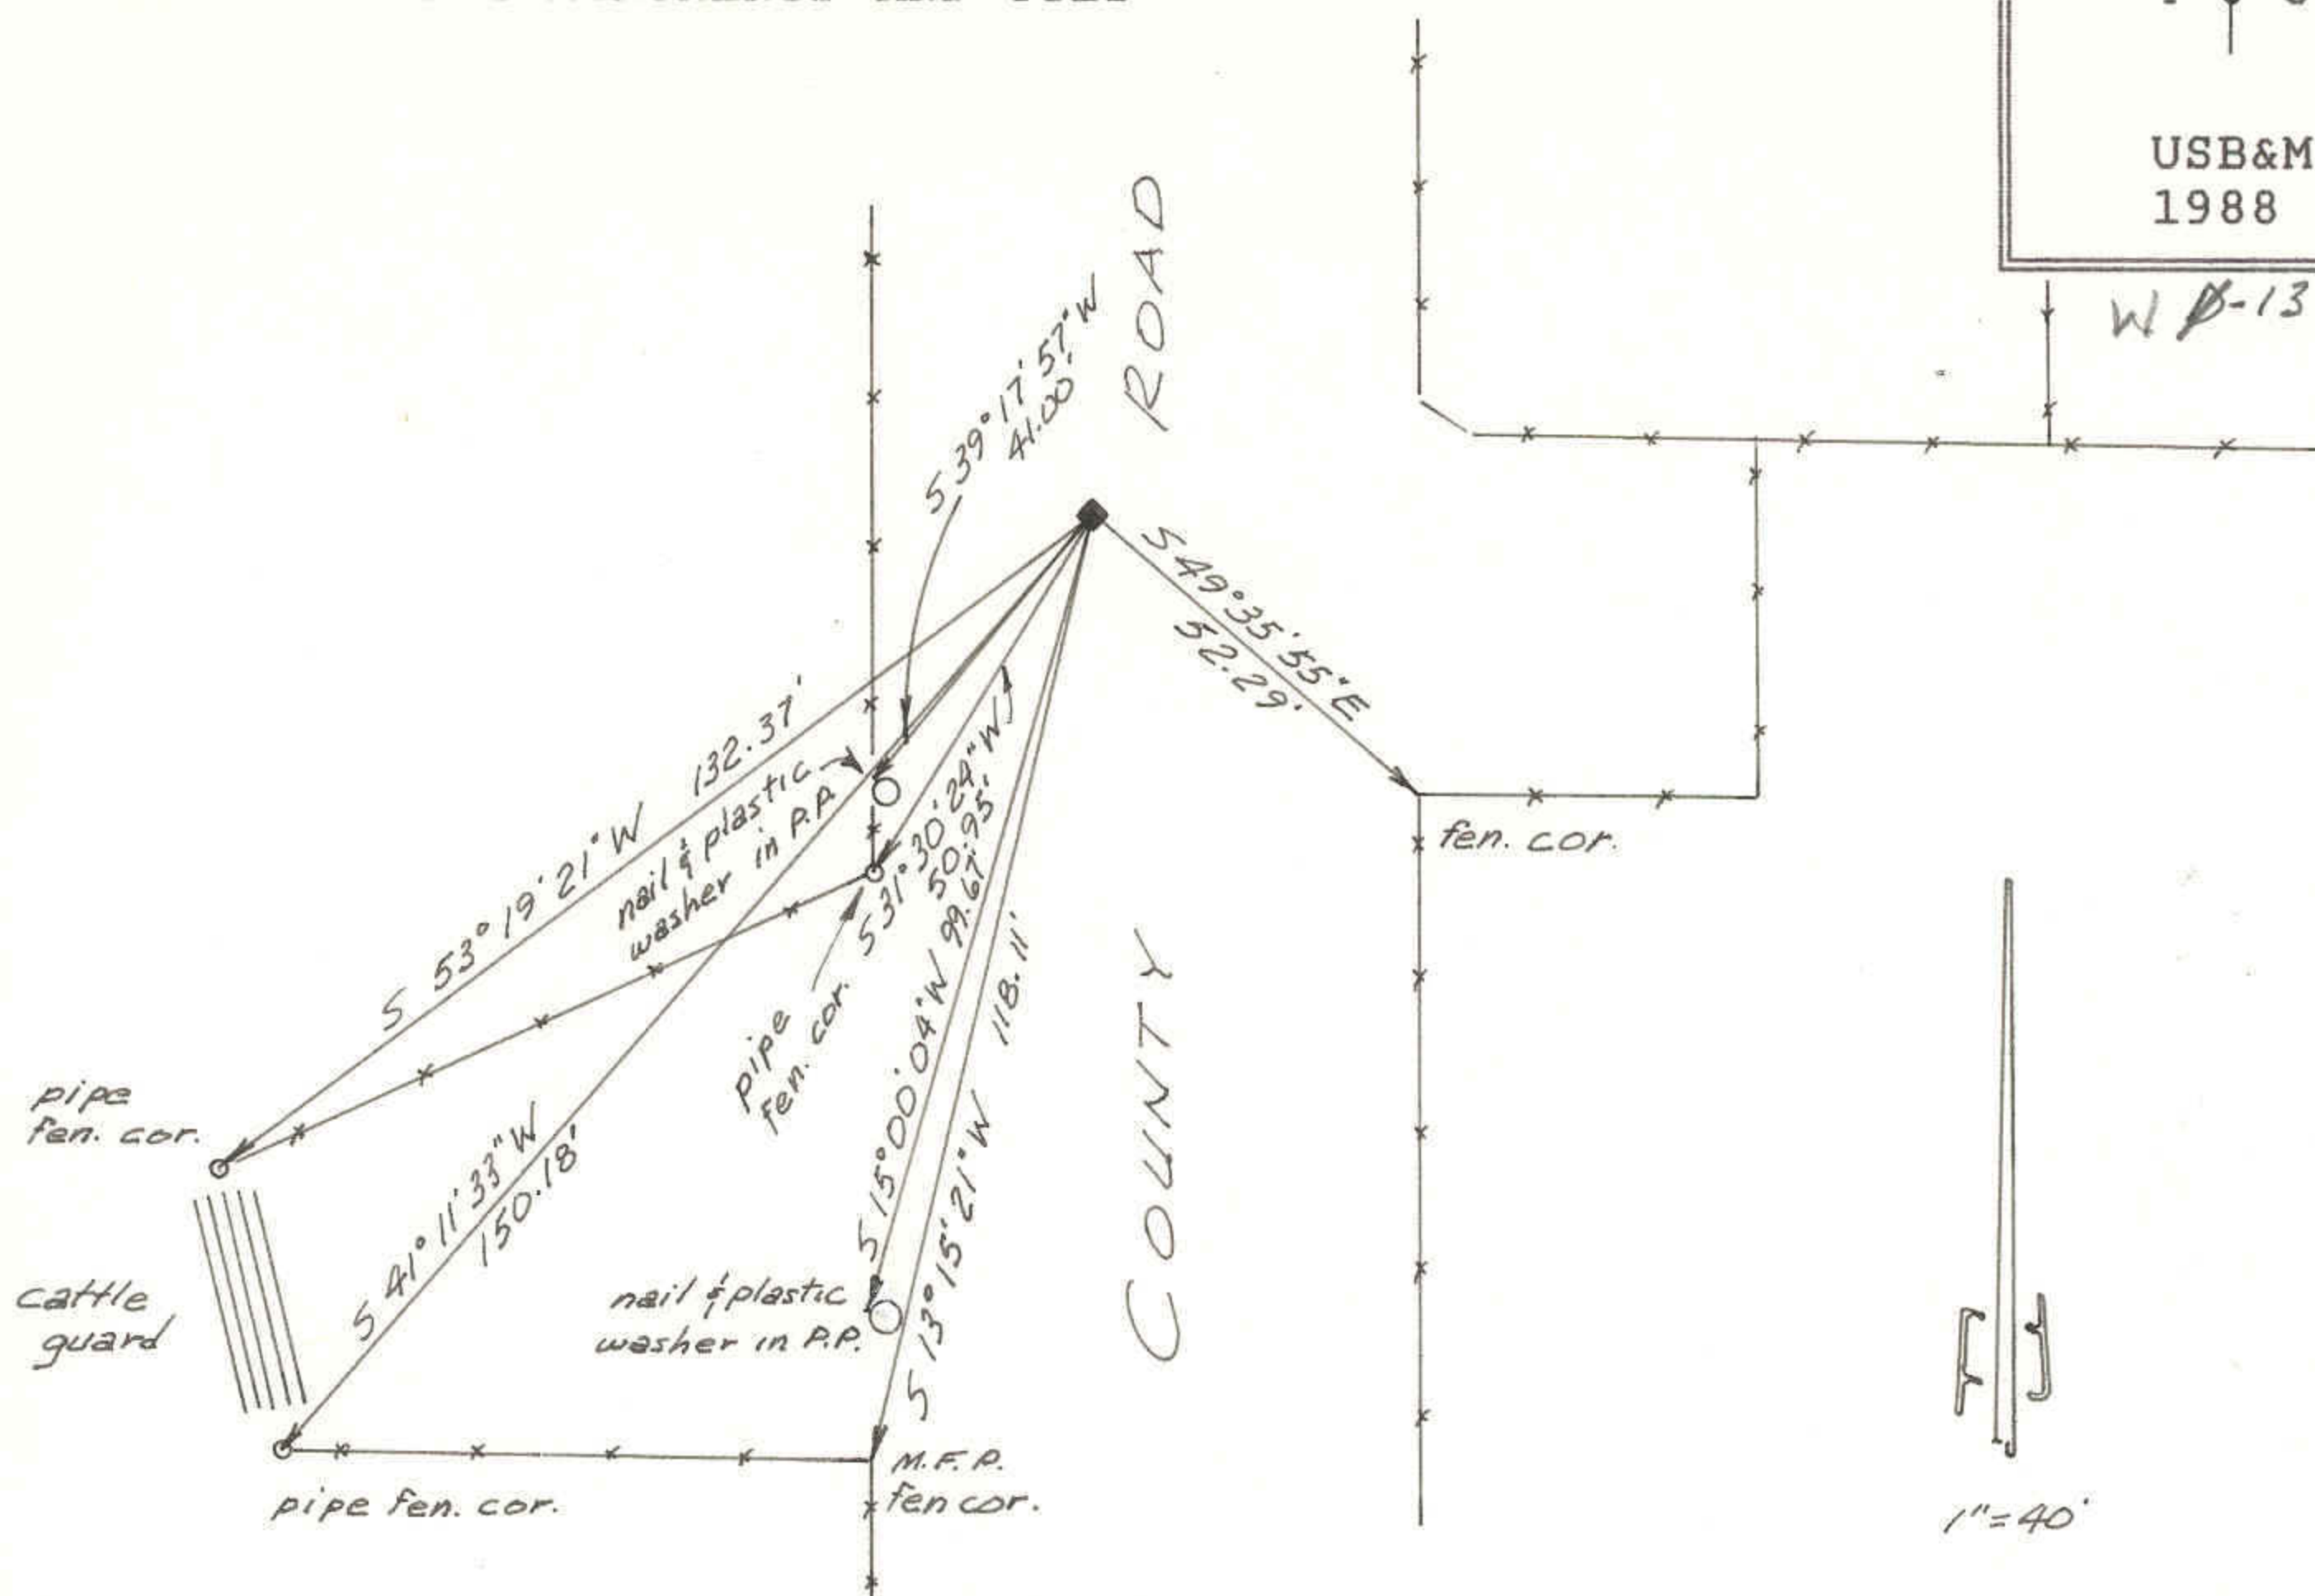 USB&M
1988
W
-13
ROAD
S 39° 17' 57" W
41.00'
S 49° 35' 55" E
52.29'
132.37'
S 53° 19' 21" W
nail & plastic
washer in P.P.
S 31° 30' 24" W
50.95'
fen. cor.
pipe
fen. cor.
S 15° 00' 04" W 99.67'
118.11'
S 13° 15' 21" W
COUNTY
pipe
fen. cor.
S 41° 11' 33" W
150.18'
cattle
guard
nail & plastic
washer in P.P.
M.F.P.
fen cor.
pipe fen. cor.
1" = 40'